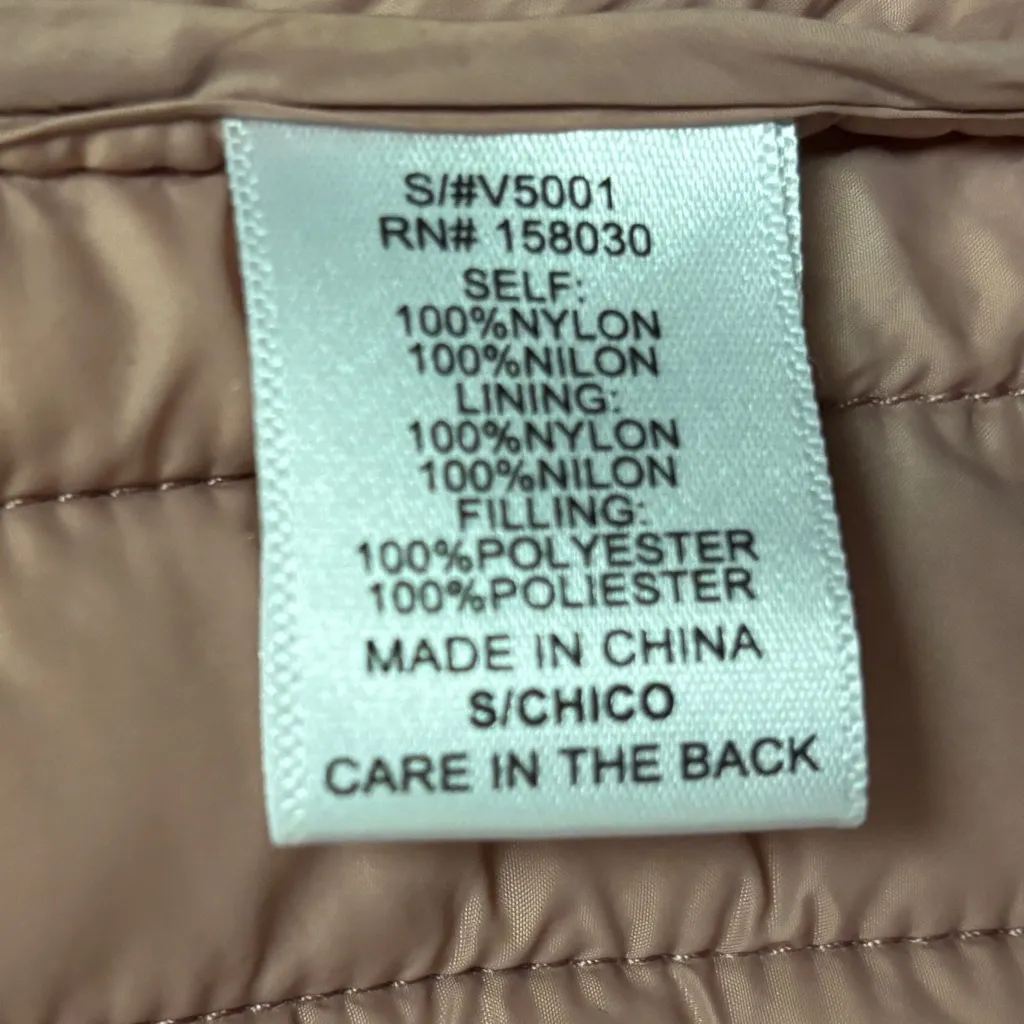 S/#V5001
RN# 158030
SELF:
100%NYLON
100%NILON
LINING:
100%NYLON
100%NILON
FILLING:
100%POLYESTER
100%POLIESTER
MADE IN CHINA
S/CHICO
CARE IN THE BACK